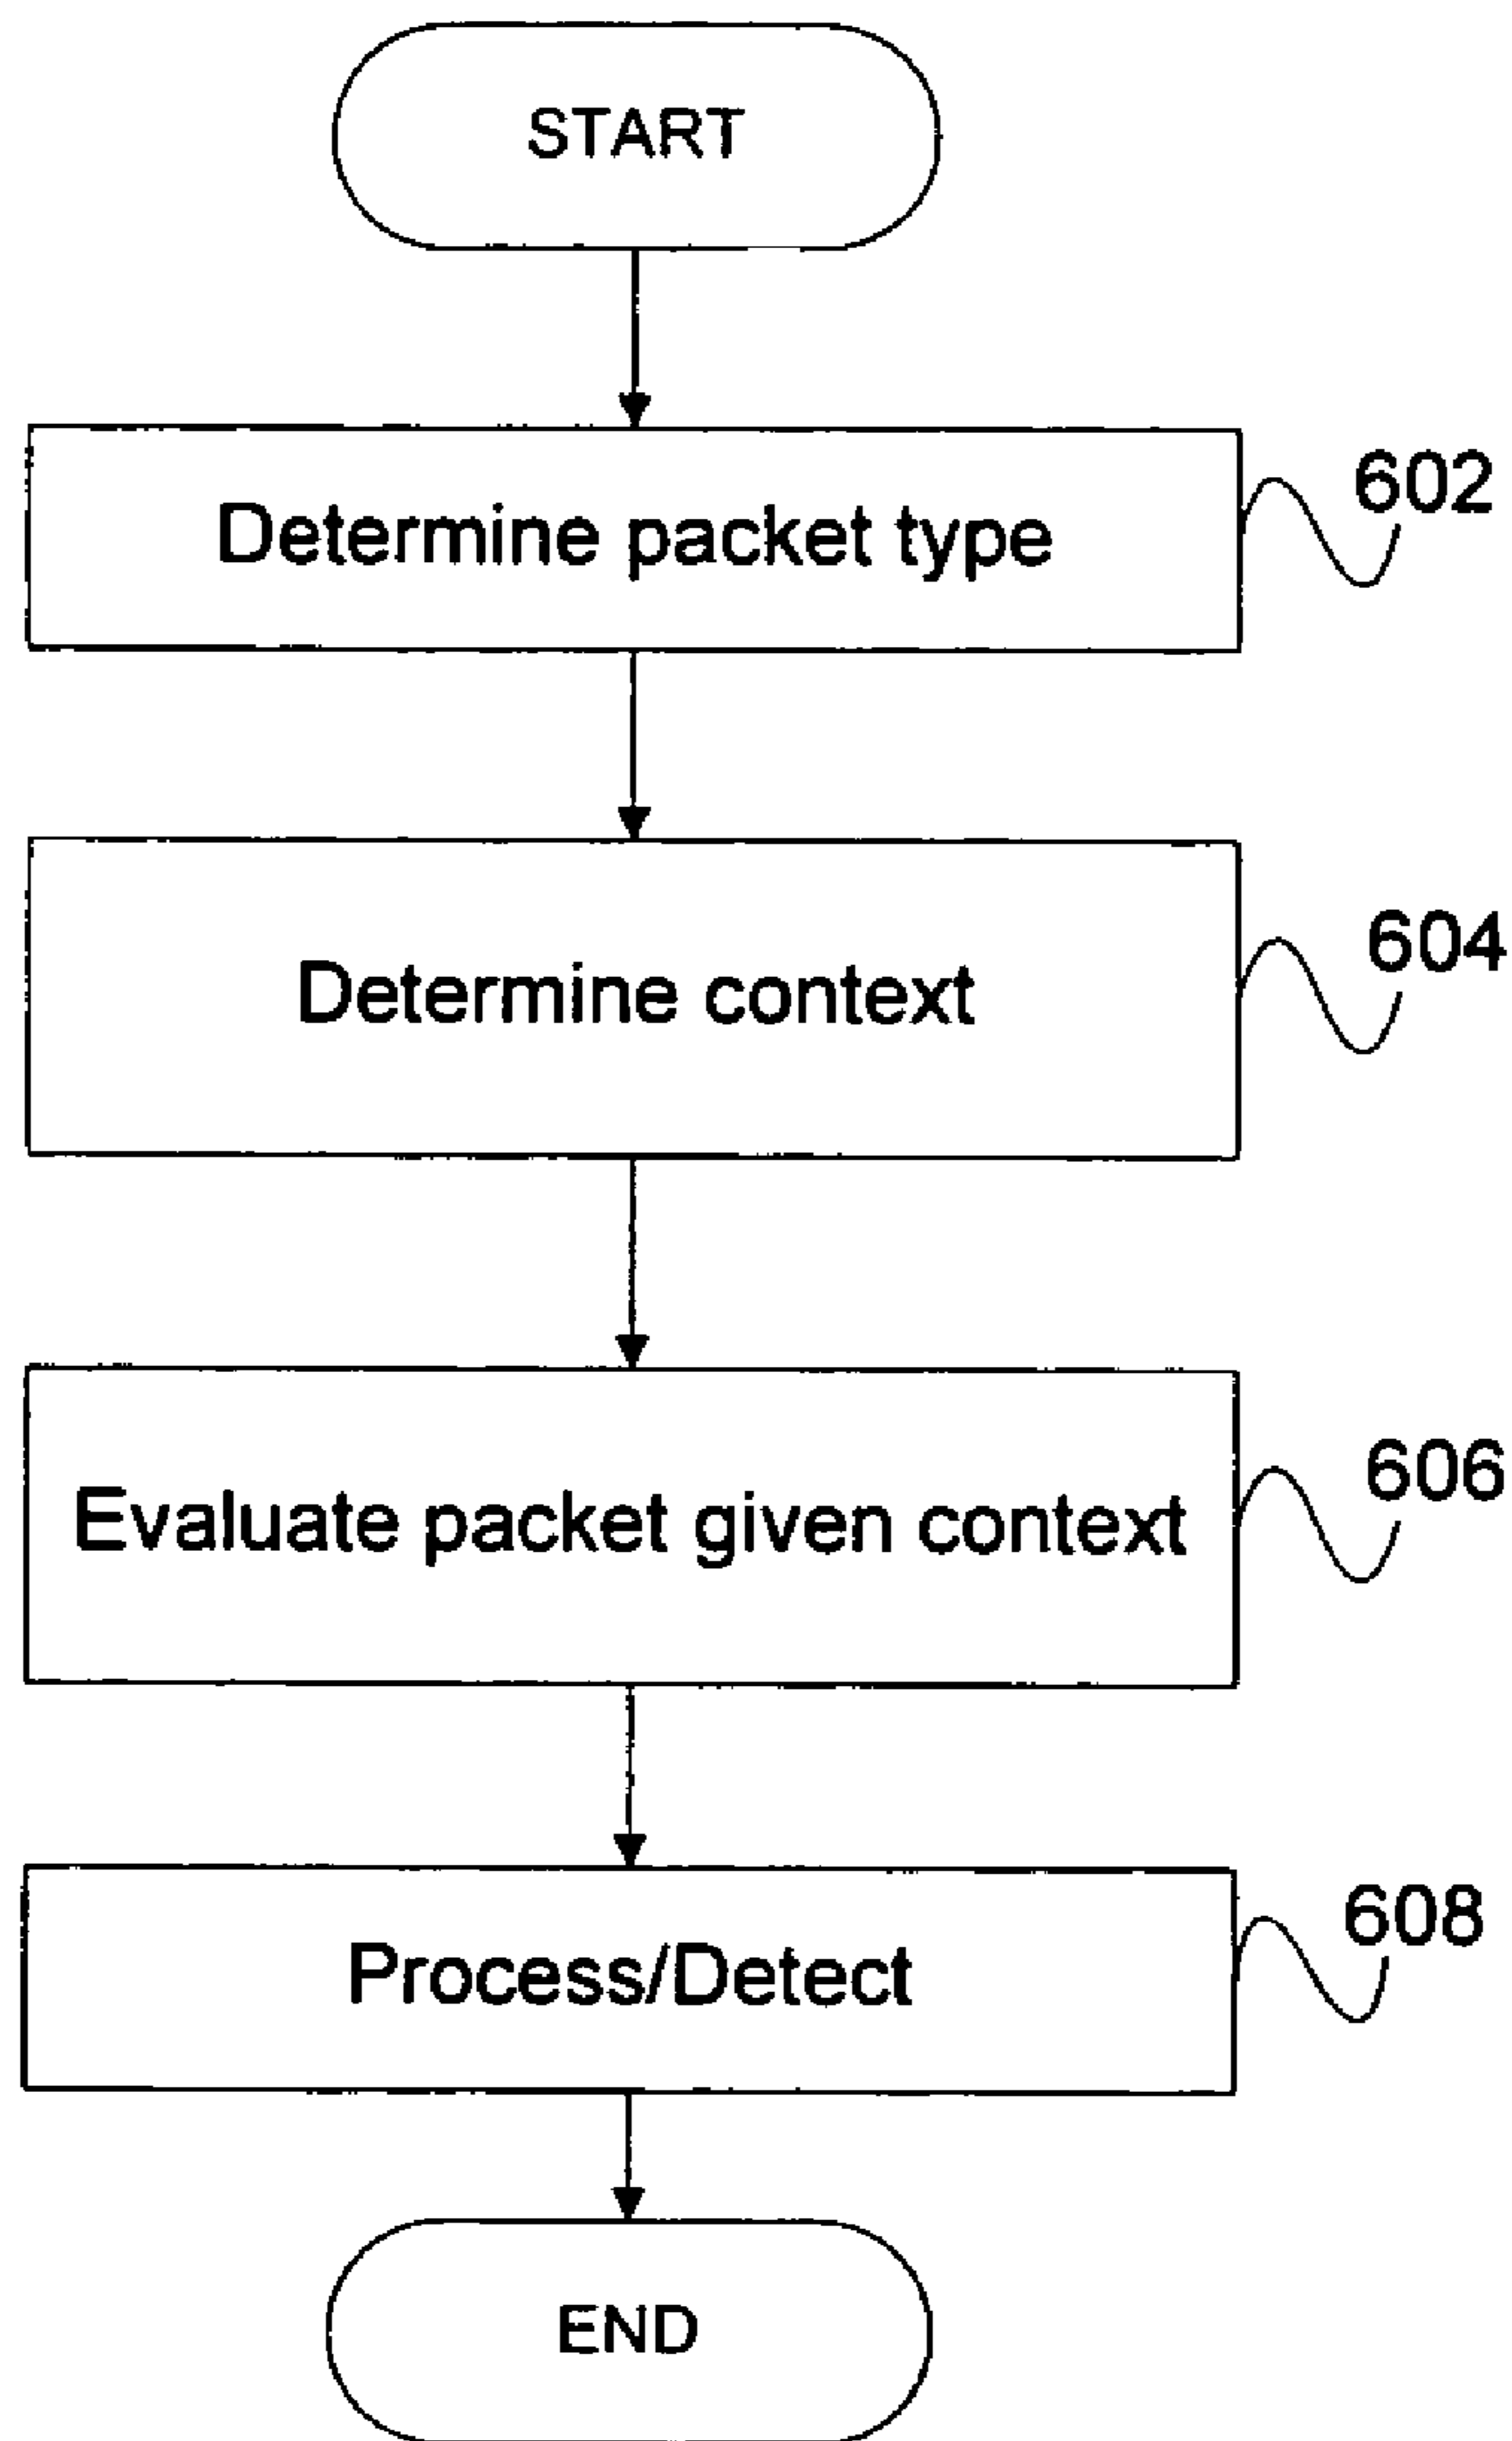 START
Determine packet type
602
Determine context
604
Evaluate packet given context
606
Process/Detect
608
END